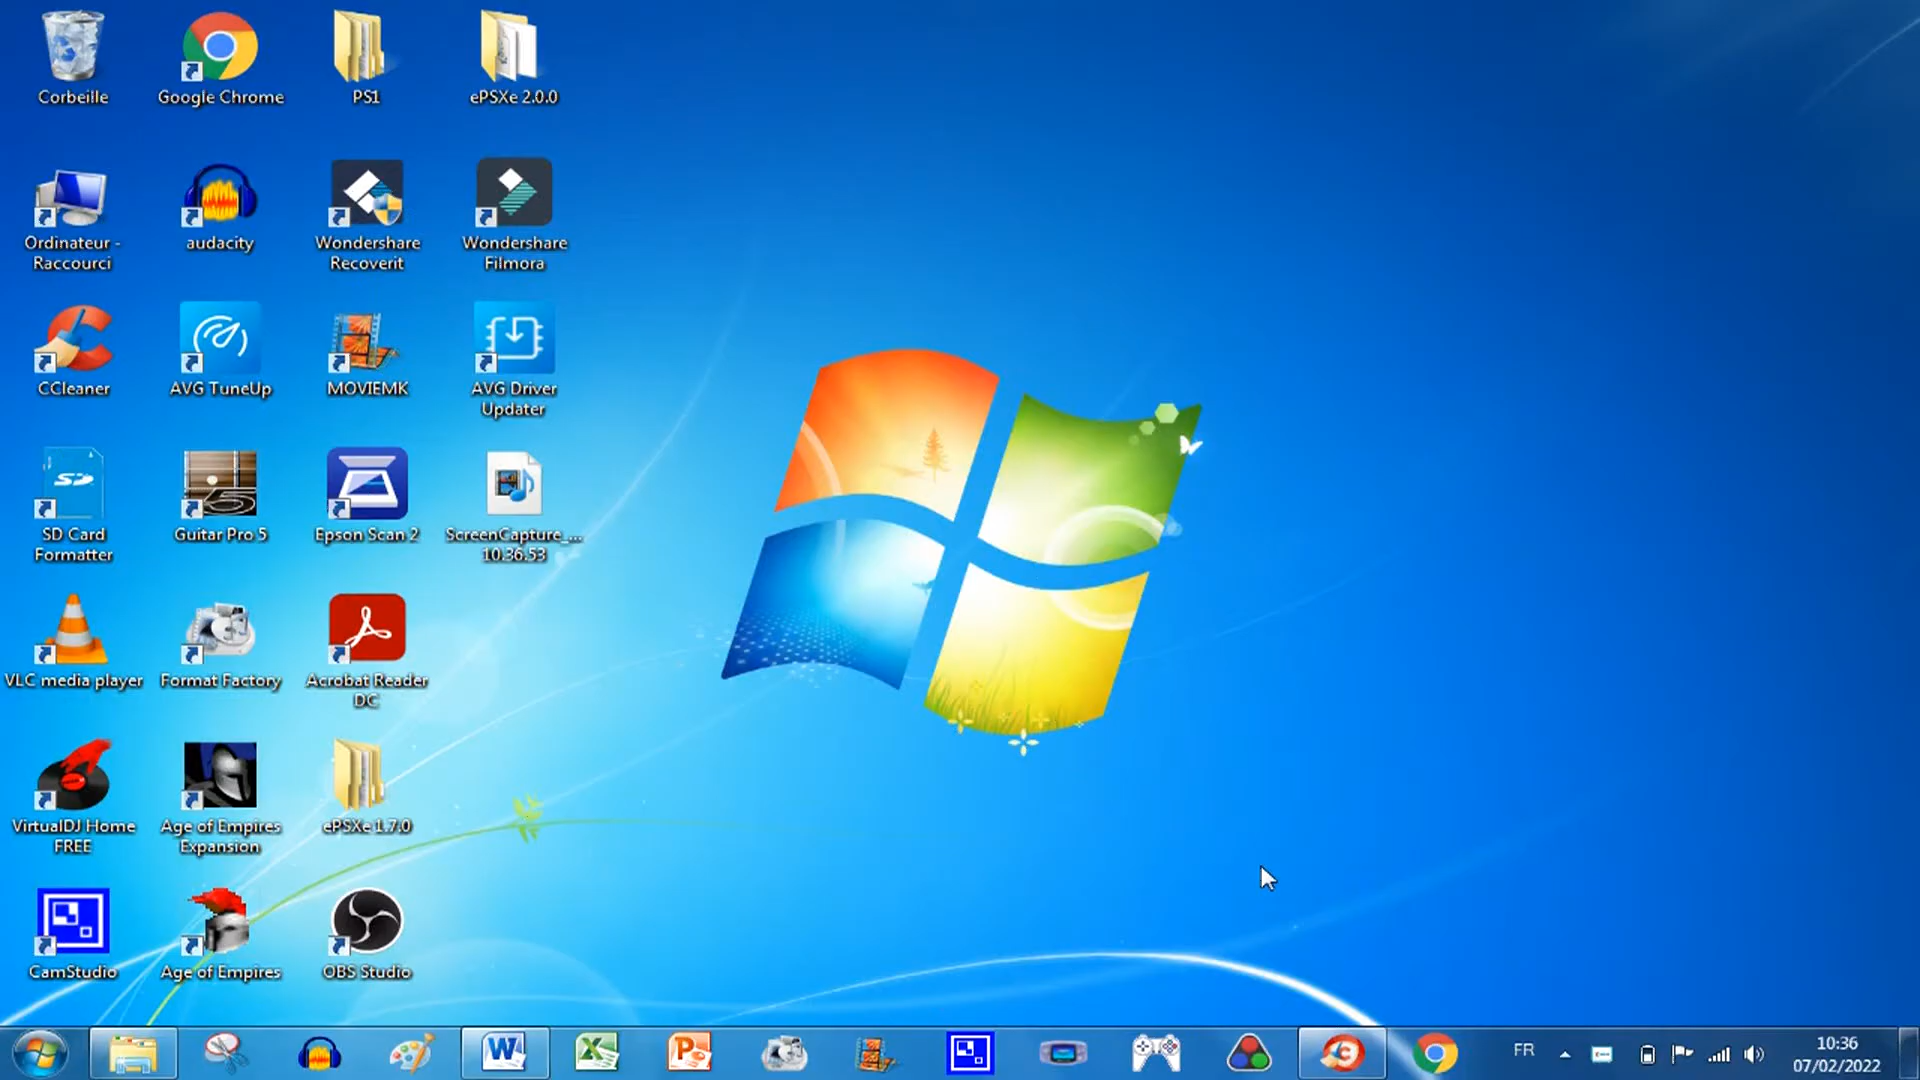 Corbeille
Google Chrome
PS1
ePSXe 2.0.0
Ordinateur -
Raccourci
audacity
Wondershare
Recoverit
Wondershare
Filmora
CCleaner
AVG TuneUp
MOVIEMK
AVG Driver
Updater
SD
SD Card
Formatter
5
Guitar Pro 5
Epson Scan 2
ScreenCapture_...
10.36.53
VLC media player
Format Factory
Acrobat Reader
DC
VirtualDJ Home
FREE
Age of Empires
Expansion
ePSXe 1.7.0
CamStudio
Age of Empires
OBS Studio
W
X
P
FR
10:36
07/02/2022